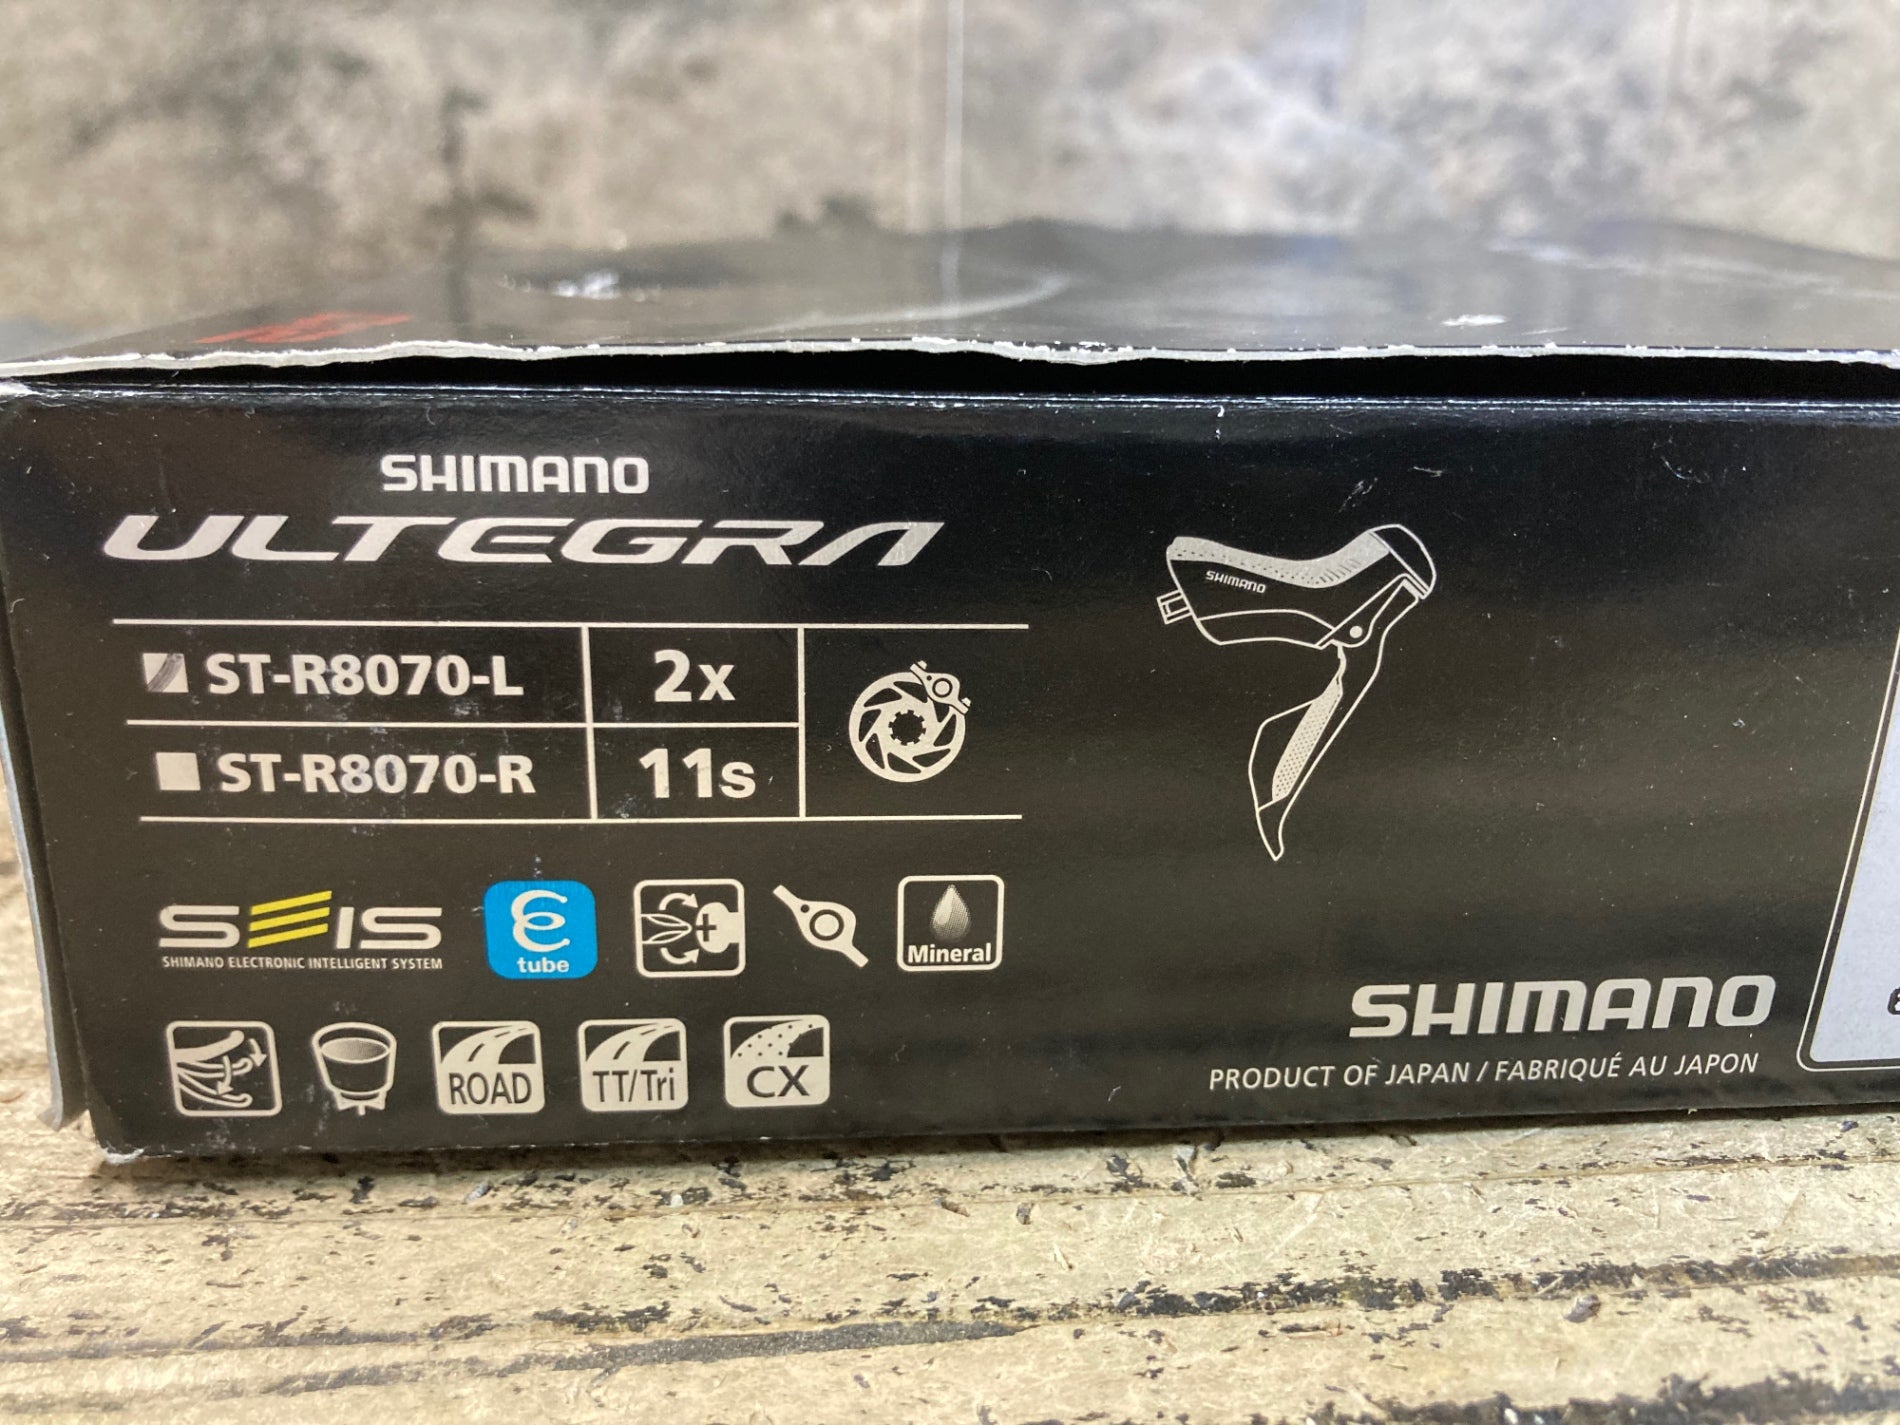 SHIMANO
ULTEGRA
ST-R8070-L
2x
ST-R8070-R
11s
SHIMANO
SEIS
SHIMANO ELECTRONIC INTELLIGENT SYSTEM
E
tube
Mineral
ROAD
TT/Tri
CX
SHIMANO
PRODUCT OF JAPAN / FABRIQUÉ AU JAPON